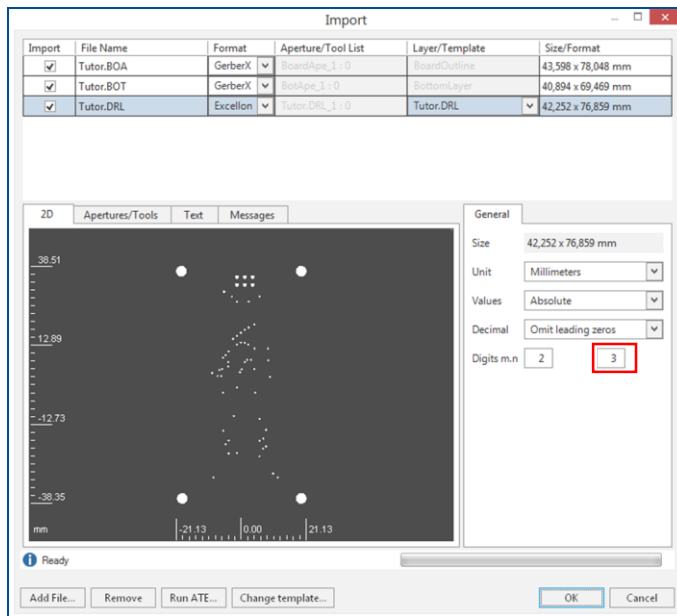 Import
Import File Name Format Aperture/Tool List Layer/Template Size/Format
Tutor.BOA GerberX BoardApe_1 : 0 BoardOutline 43,598 x 78,048 mm
Tutor.BOT GerberX BotApe_1 : 0 BottomLayer 40,894 x 69,469 mm
Tutor.DRL Excellon Tutor.DRL_1 : 0 Tutor.DRL 42,252 x 76,859 mm
2D Apertures/Tools Text Messages General
Size 42,252 x 76,859 mm
38.51
Unit Millimeters
Values Absolute
Decimal Omit leading zeros
12.89
Digits m.n 2 3
-12.73
-38.35
mm -21.13 0.00 21.13
Ready
Add File... Remove Run ATE... Change template... OK Cancel